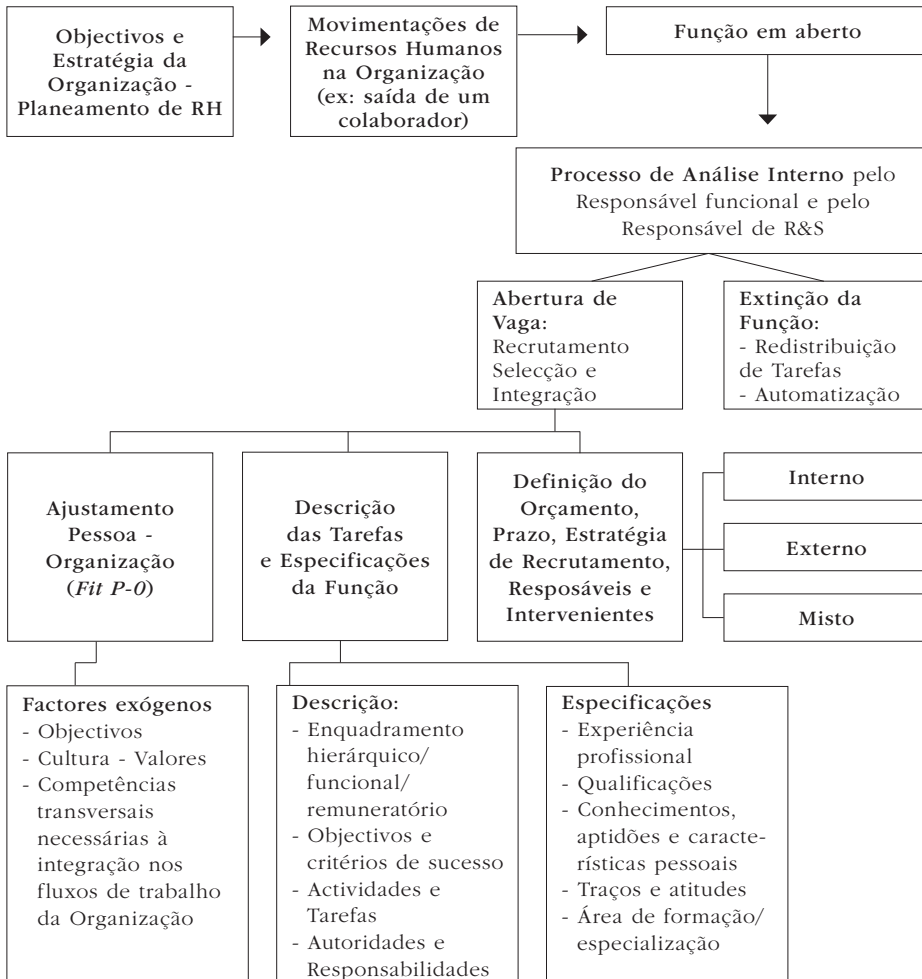 Objectivos e
Estratégia da
Organização -
Planeamento de RH
Movimentações de
Recursos Humanos
na Organização
(ex: saída de um
colaborador)
Função em aberto
Processo de Análise Interno pelo
Responsável funcional e pelo
Responsável de R&S
Abertura de
Vaga:
Recrutamento
Selecção e
Integração
Extinção da
Função:
- Redistribuição
de Tarefas
- Automatização
Ajustamento
Pessoa -
Organização
(Fit P-0)
Descrição
das Tarefas
e Especificações
da Função
Definição do
Orçamento,
Prazo, Estratégia
de Recrutamento,
Resposáveis e
Intervenientes
Interno
Externo
Misto
Factores exógenos
- Objectivos
- Cultura - Valores
- Competências
transversais
necessárias à
integração nos
fluxos de trabalho
da Organização
Descrição:
- Enquadramento
hierárquico/
funcional/
remuneratório
- Objectivos e
critérios de sucesso
- Actividades e
Tarefas
- Autoridades e
Responsabilidades
Especificações
- Experiência
profissional
- Qualificações
- Conhecimentos,
aptidões e caracte-
rísticas pessoais
- Traços e atitudes
- Área de formação/
especialização